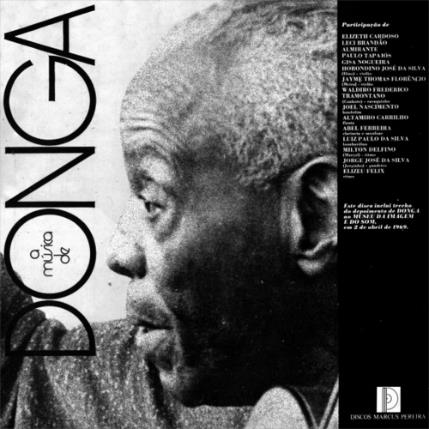 a
música
de
DONGA
Participação de
ELIZETH CARDOSO
LECI BRANDÃO
ALMIRANTE
PAULO TAPAJÓS
GISA NOGUEIRA
HORONDINO JOSÉ DA SILVA
(Dino) - violão
JAYME THOMAS FLORÊNCIO
(Meira) - violão
WALDIRO FREDERICO
TRAMONTANO
(Canhoto) - cavaquinho
JOEL NASCIMENTO
bandolim
ALTAMIRO CARRILHO
flauta
ABEL FERREIRA
clarineta e saxofone
LUIZ PAULO DA SILVA
bombardino
MILTON DELFINO
(Marçal) - ritmo
JORGE JOSÉ DA SILVA
(Jorginho) - pandeiro
ELIZEU FELIX
ritmo
Este disco inclui trecho
do depoimento de DONGA
ao MUSEU DA IMAGEM
E DO SOM,
em 2 de abril de 1969.
DISCOS MARCUS PEREIRA